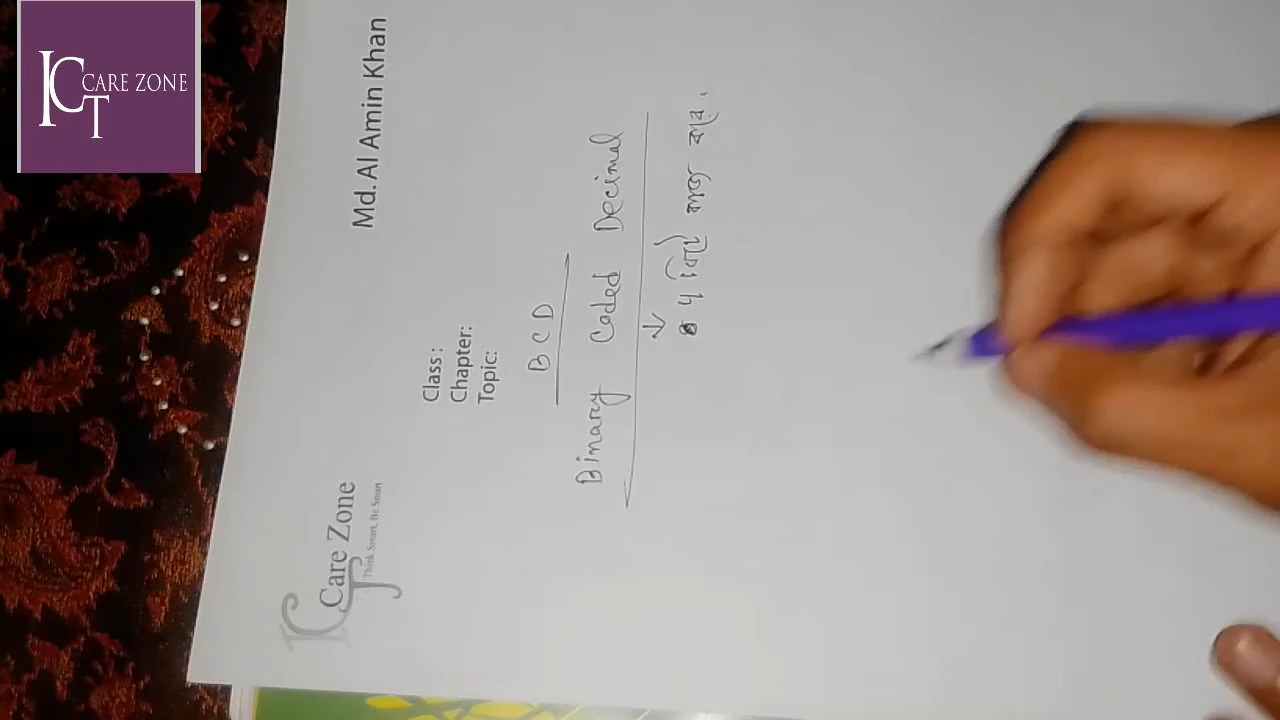 ICT CARE ZONE
ICT Care Zone
Think Smart, Be Smart
Md. Al Amin Khan
Class:
Chapter:
Topic:
BCD
Binary Coded Decimal
↓
৪ বিটে কাজ করে।